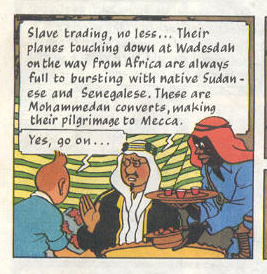 Slave trading, no less... Their
planes touching down at Wadesdah
on the way from Africa are always
full to bursting with native Sudan-
ese and Senegalese. These are
Mohammedan converts, making
their pilgrimage to Mecca.
Yes, go on...